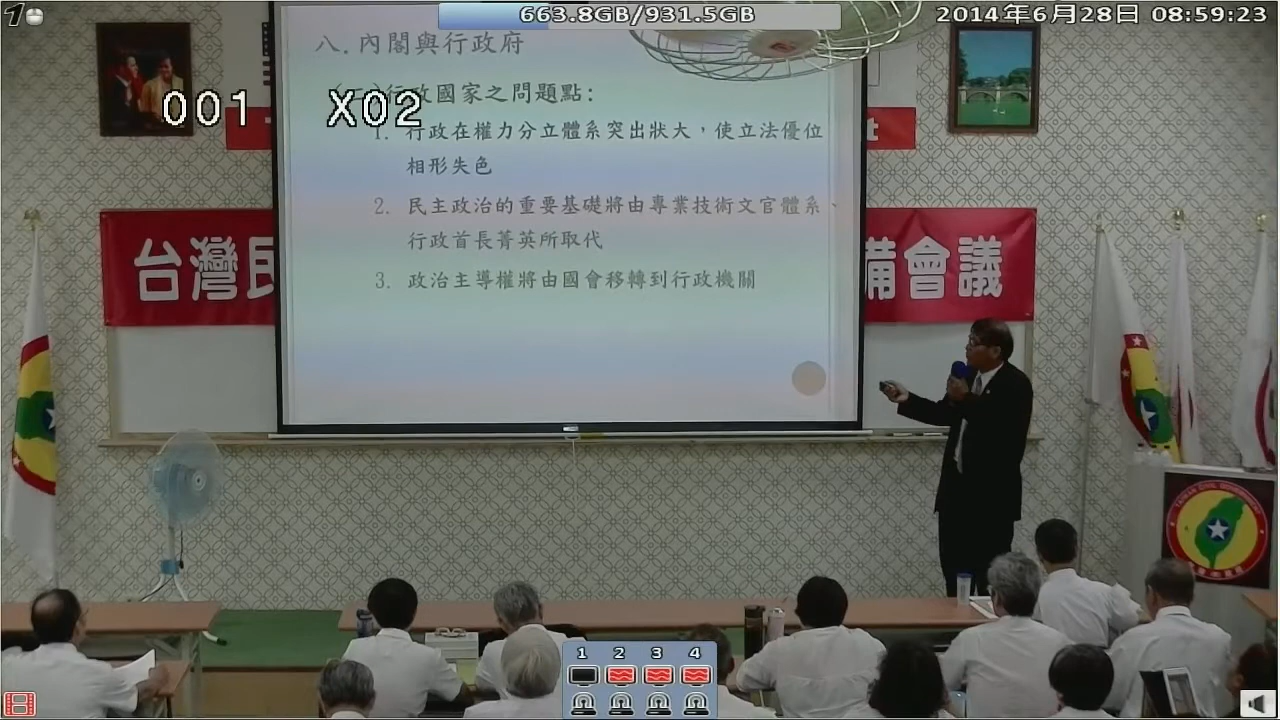 1
663.8GB/931.5GB
2014年6月28日 08:59:23
001 X02
八.內閣與行政府
行政國家之問題點:
1. 行政在權力分立體系突出狀大，使立法優位
相形失色
2. 民主政治的重要基礎將由專業技術文官體系、
行政首長菁英所取代
3. 政治主導權將由國會移轉到行政機關
台灣民
備會議
t
1 2 3 4